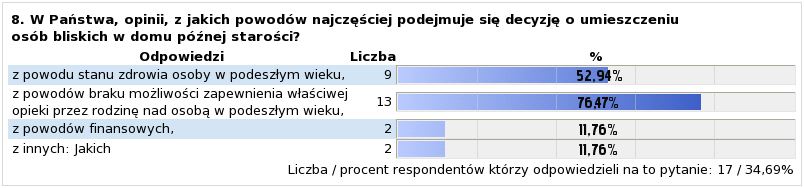 8. W Państwa, opinii, z jakich powodów najczęściej podejmuje się decyzję o umieszczeniu
osób bliskich w domu późnej starości?
Odpowiedzi Liczba %
z powodu stanu zdrowia osoby w podeszłym wieku, 9 52,94%
z powodów braku możliwości zapewnienia właściwej
opieki przez rodzinę nad osobą w podeszłym wieku, 13 76,47%
z powodów finansowych, 2 11,76%
z innych: Jakich 2 11,76%
Liczba / procent respondentów którzy odpowiedzieli na to pytanie: 17 / 34,69%